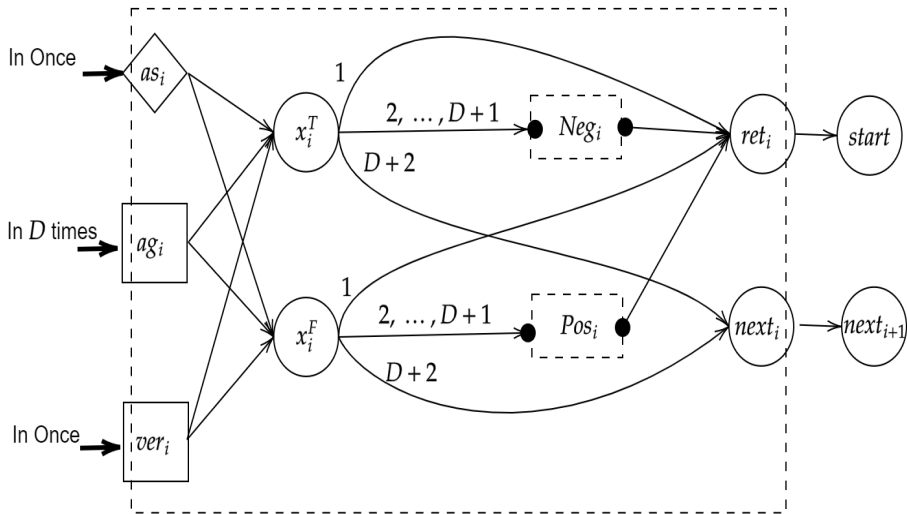 In Once
as_i
x_i^T
1
2, ..., D+1
D+2
Neg_i
ret_i
start
In D times
ag_i
In Once
ver_i
x_i^F
1
2, ..., D+1
D+2
Pos_i
next_i
next_{i+1}